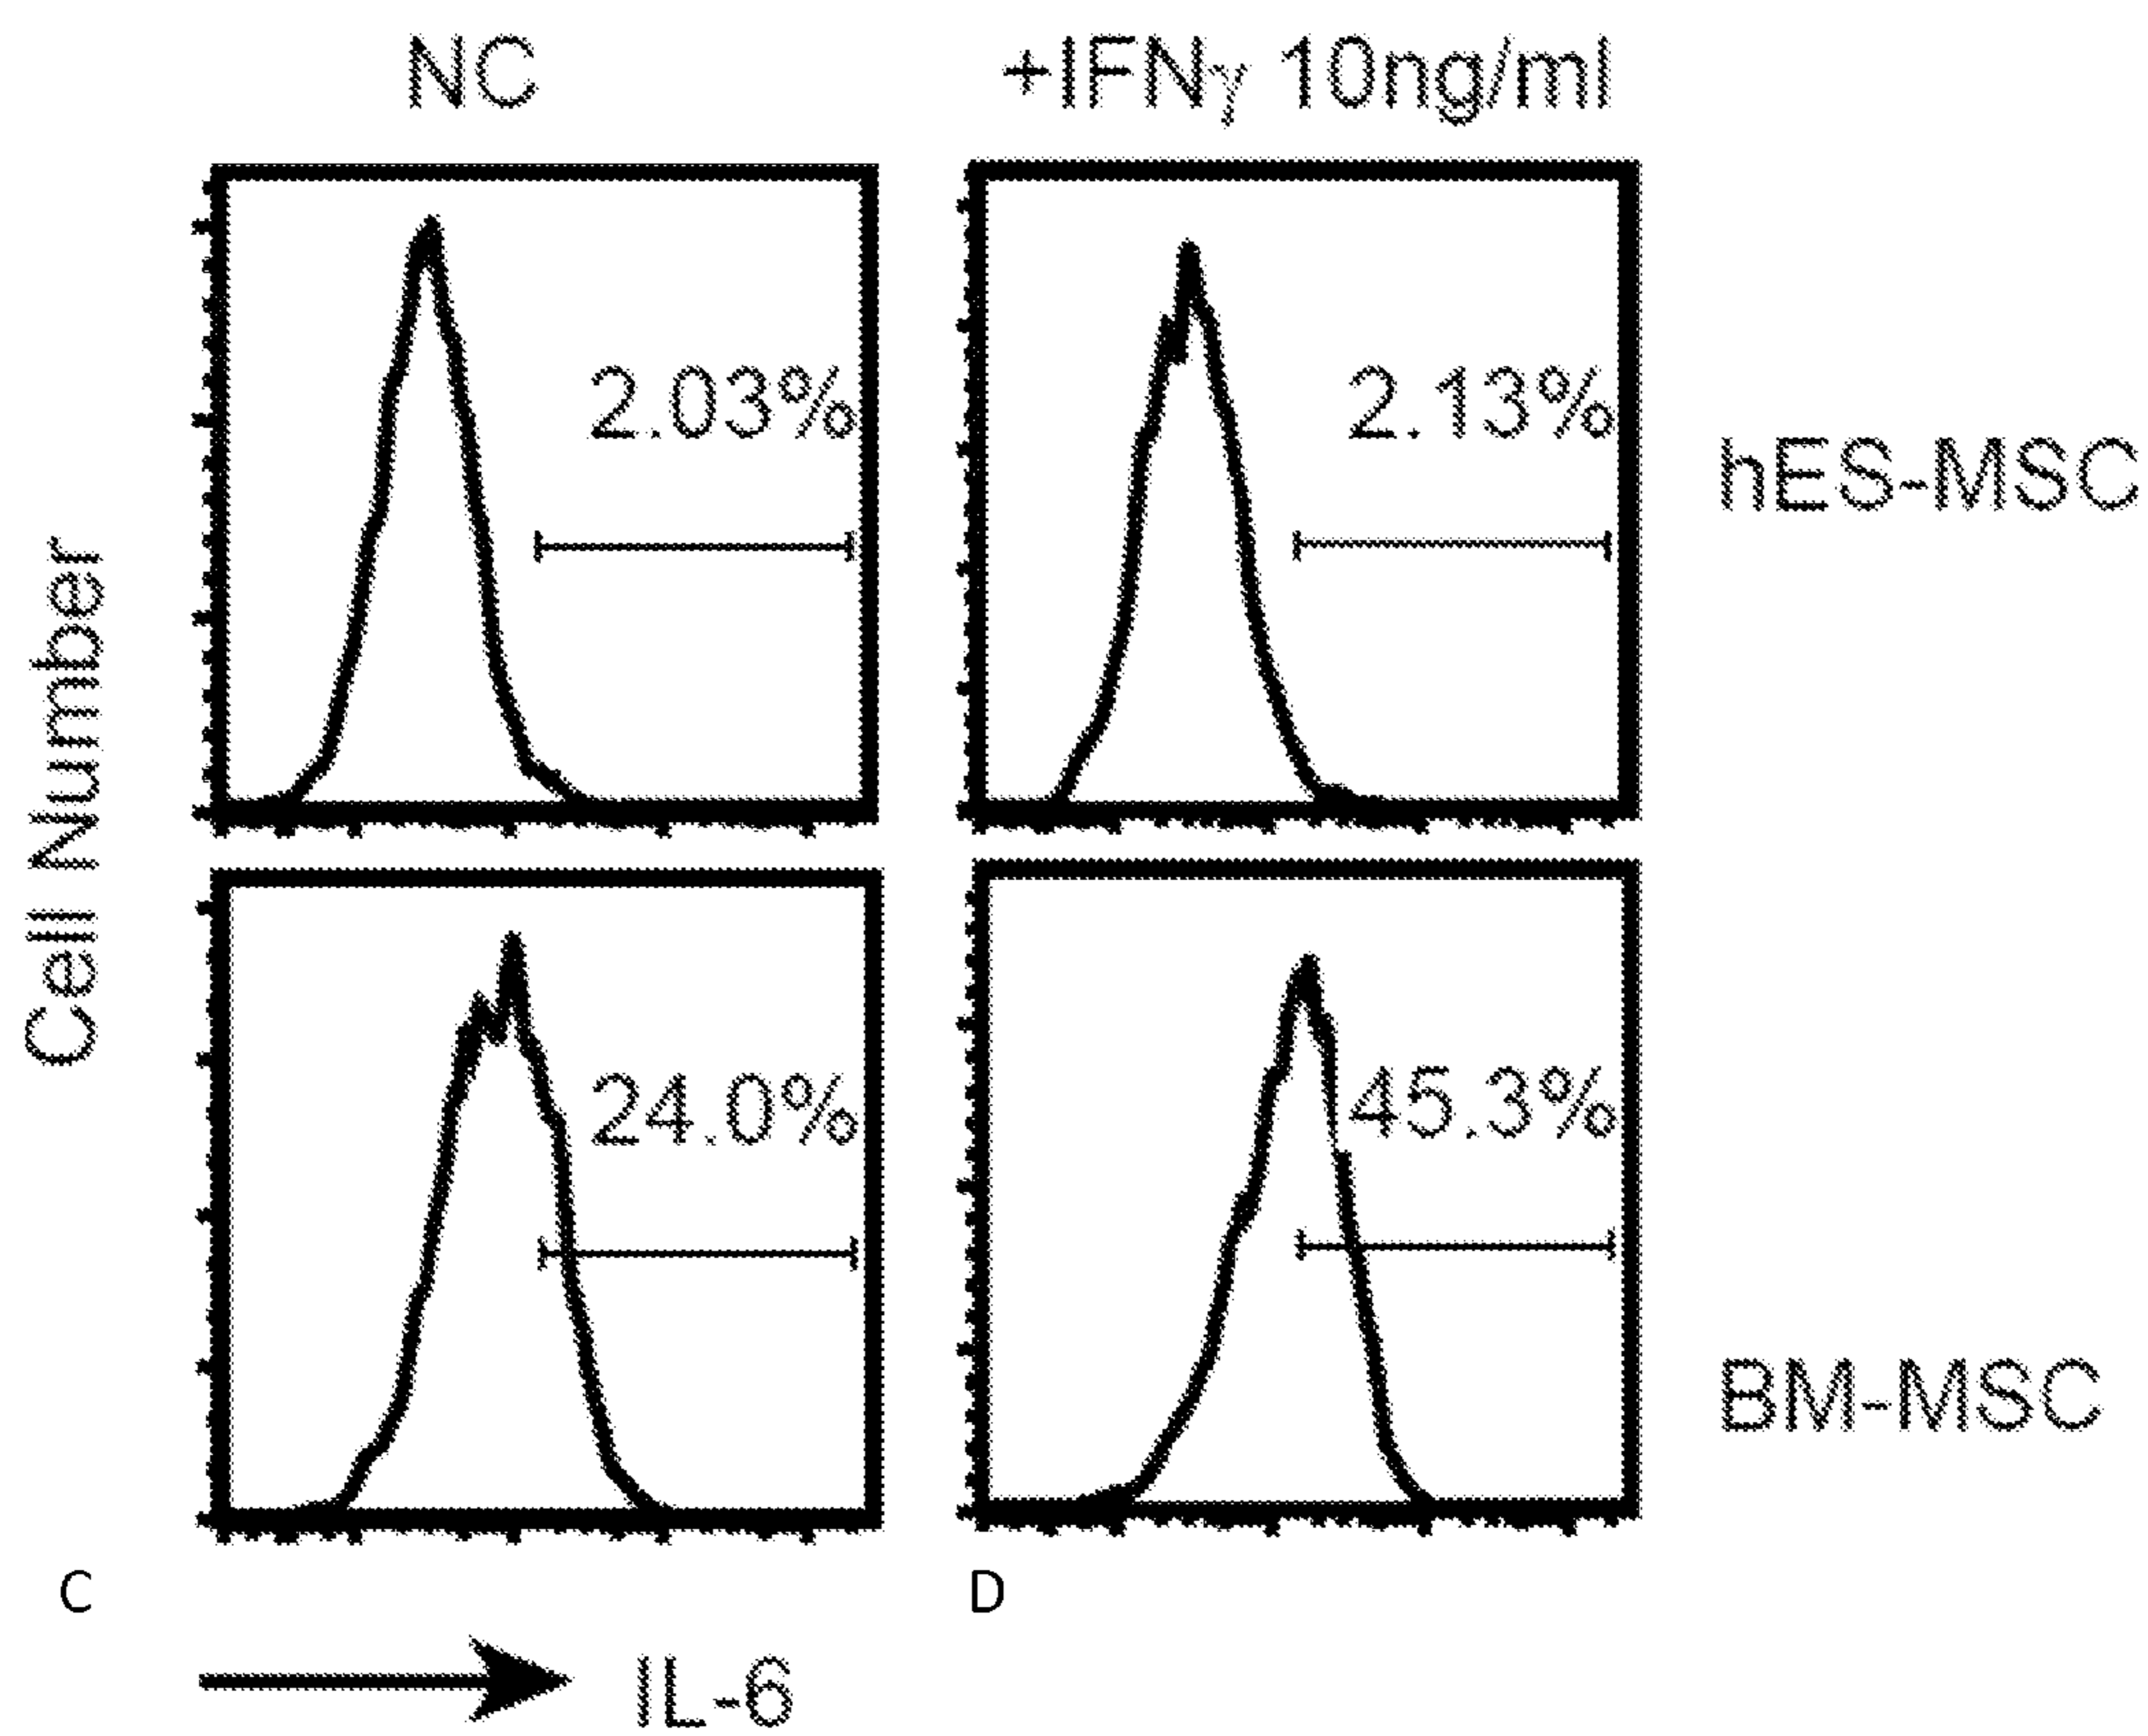 NC
+IFNγ 10ng/ml
2.03%
2.13%
hES-MSC
Cell Number
24.0%
45.3%
BM-MSC
C
D
IL-6